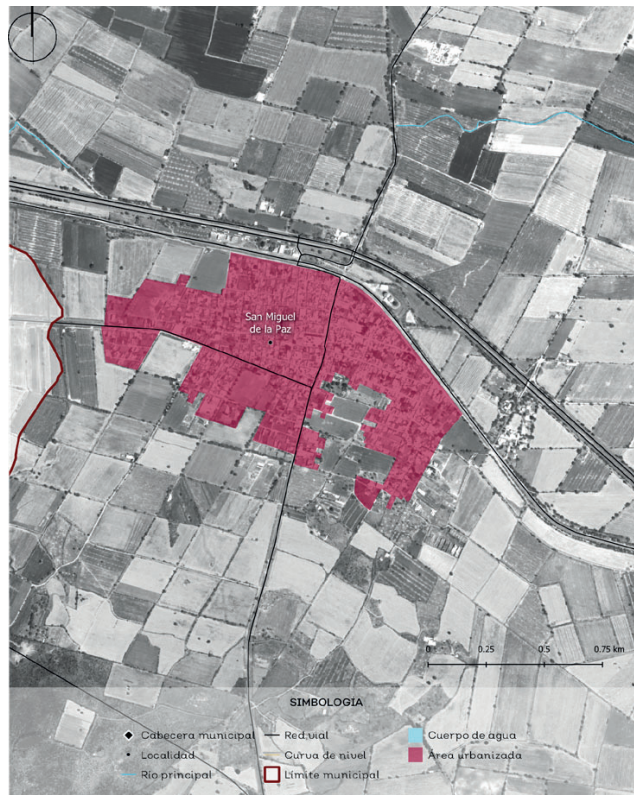 San Miguel
de la Paz
0 0.25 0.5 0.75 km
SIMBOLOGIA
Cabecera municipal
Red vial
Cuerpo de agua
Localidad
Curva de nivel
Área urbanizada
Río principal
Límite municipal